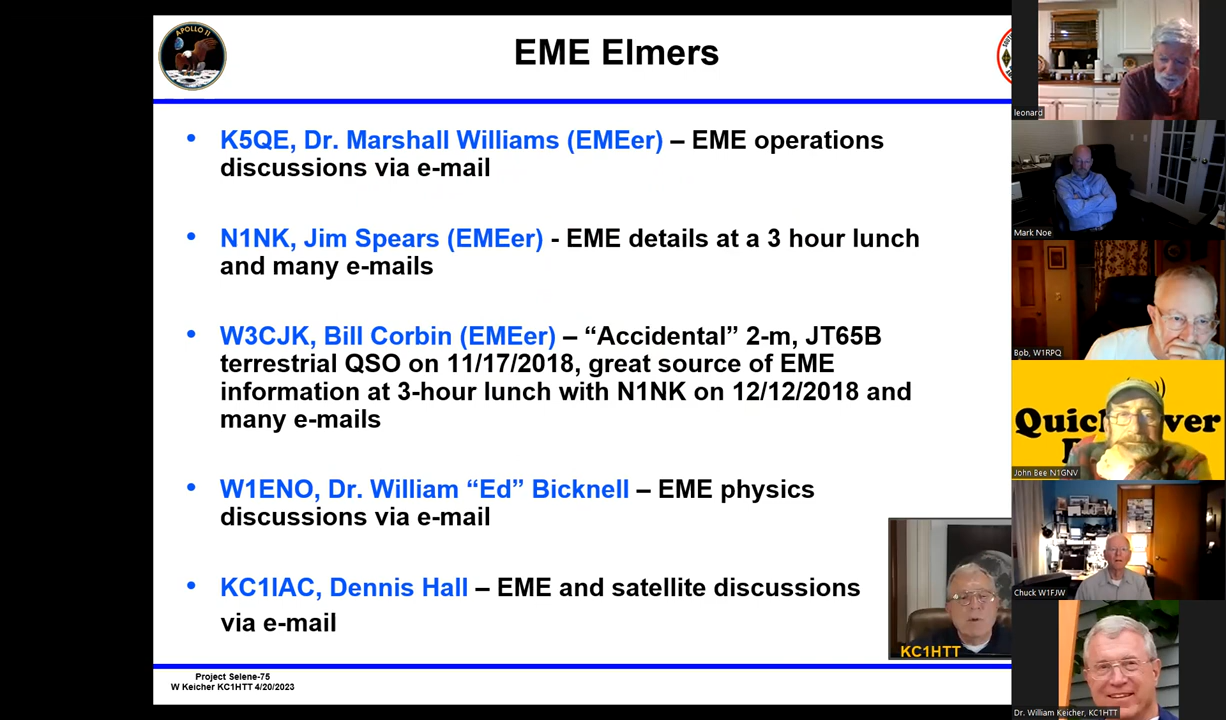 APOLLO 11
EME Elmers
• K5QE, Dr. Marshall Williams (EMEer) – EME operations
discussions via e-mail
• N1NK, Jim Spears (EMEer) - EME details at a 3 hour lunch
and many e-mails
• W3CJK, Bill Corbin (EMEer) – “Accidental” 2-m, JT65B
terrestrial QSO on 11/17/2018, great source of EME
information at 3-hour lunch with N1NK on 12/12/2018 and
many e-mails
• W1ENO, Dr. William “Ed” Bicknell – EME physics
discussions via e-mail
• KC1IAC, Dennis Hall – EME and satellite discussions
via e-mail
KC1HTT
Project Selene-75
W Keicher KC1HTT 4/20/2023
leonard
Mark Noe
Bob, W1RPQ
John Bee N1GNV
Chuck W1FJW
Dr. William Keicher, KC1HTT